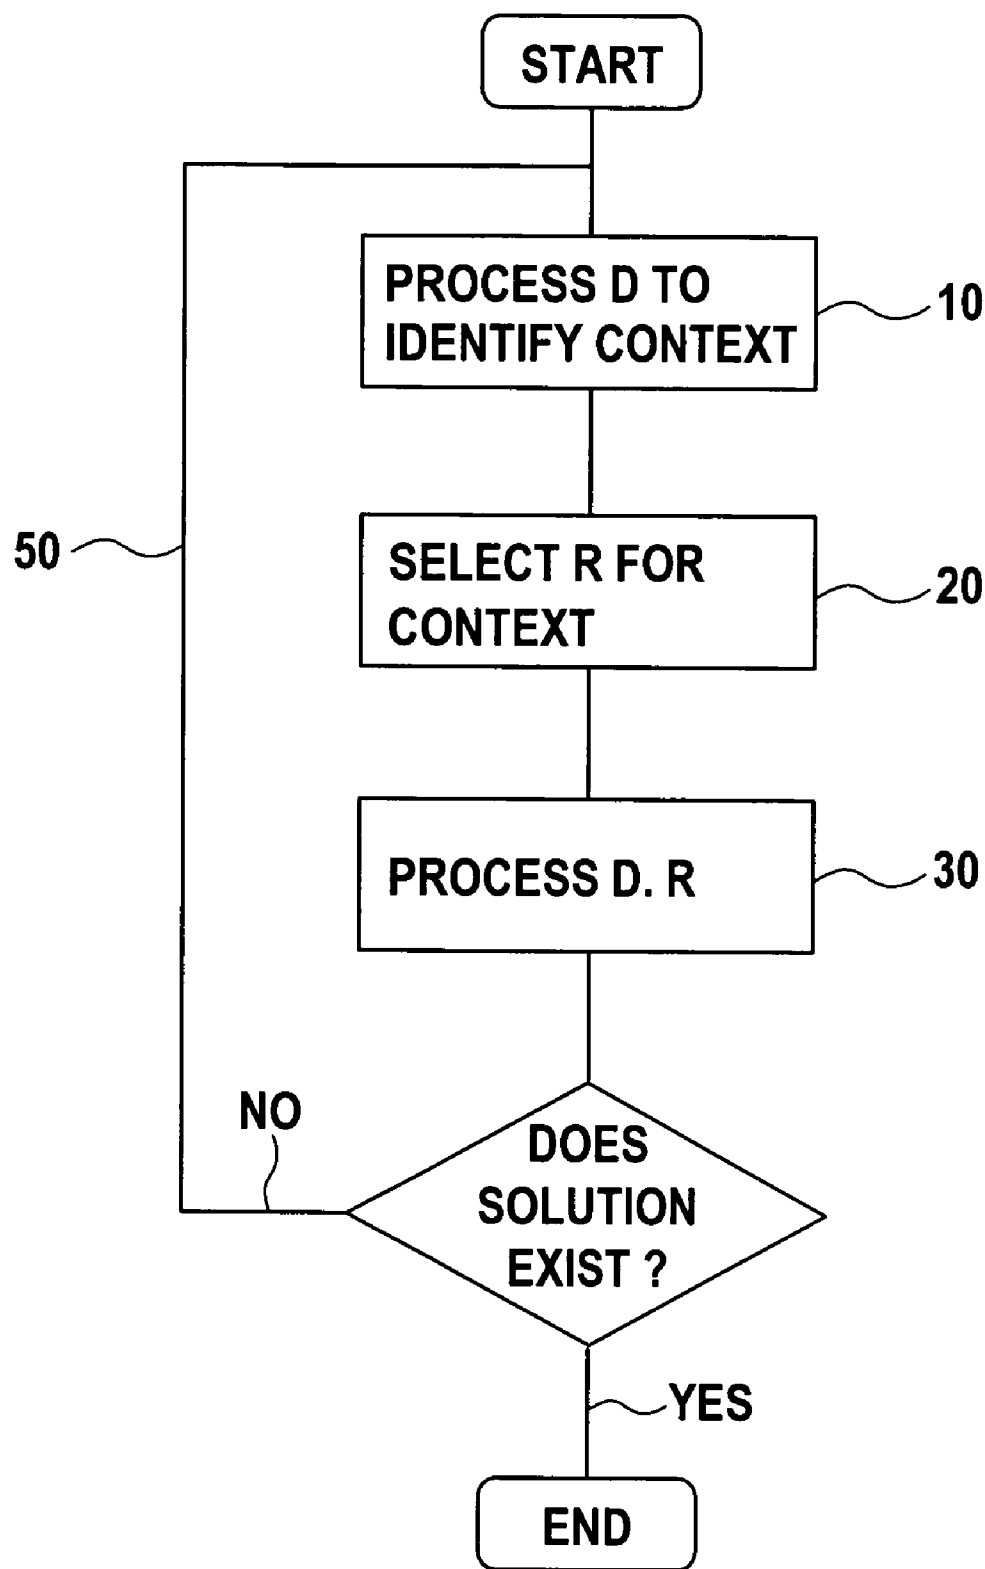 START
PROCESS D TO
IDENTIFY CONTEXT
10
50
SELECT R FOR
CONTEXT
20
PROCESS D. R
30
NO
DOES
SOLUTION
EXIST ?
YES
END